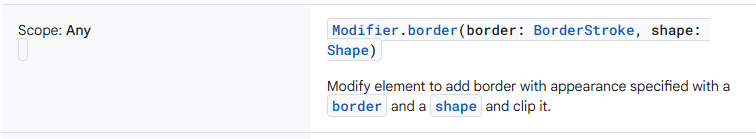 Scope: Any
Modifier.border(border: BorderStroke, shape:
Shape)
Modify element to add border with appearance specified with a
border and a shape and clip it.